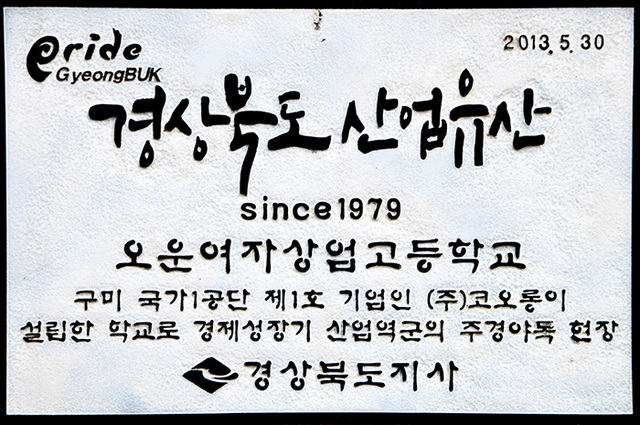 pride
GyeongBUK
2013. 5. 30
경상북도 산업유산
since1979
오운여자상업고등학교
구미 국가1공단 제1호 기업인 (주)코오롱이
설립한 학교로 경제성장기 산업역군의 주경야독 현장
경상북도지사